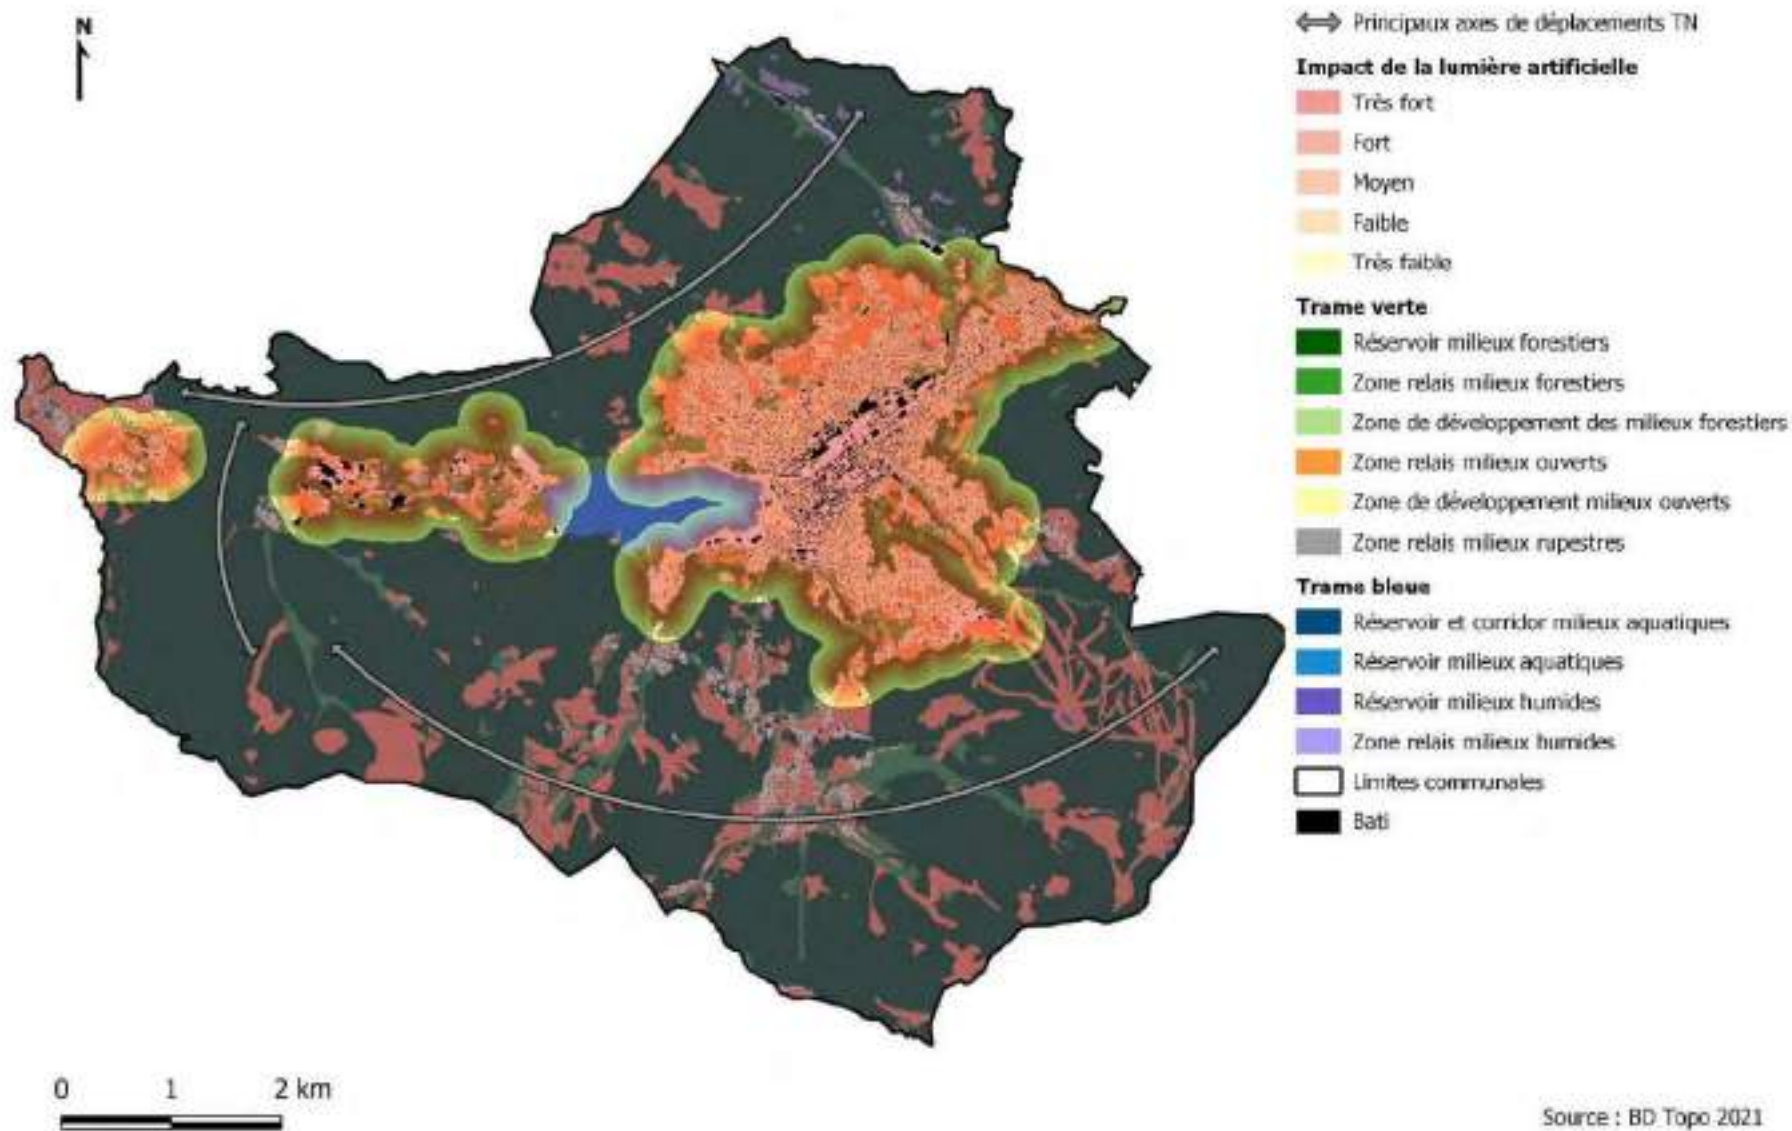 N
Principaux axes de déplacements TN
Impact de la lumière artificielle
Très fort
Fort
Moyen
Faible
Très faible
Trame verte
Réservoir milieux forestiers
Zone relais milieux forestiers
Zone de développement des milieux forestiers
Zone relais milieux ouverts
Zone de développement milieux ouverts
Zone relais milieux rupestres
Trame bleue
Réservoir et corridor milieux aquatiques
Réservoir milieux aquatiques
Réservoir milieux humides
Zone relais milieux humides
Limites communales
Bati
0 1 2 km
Source : BD Topo 2021